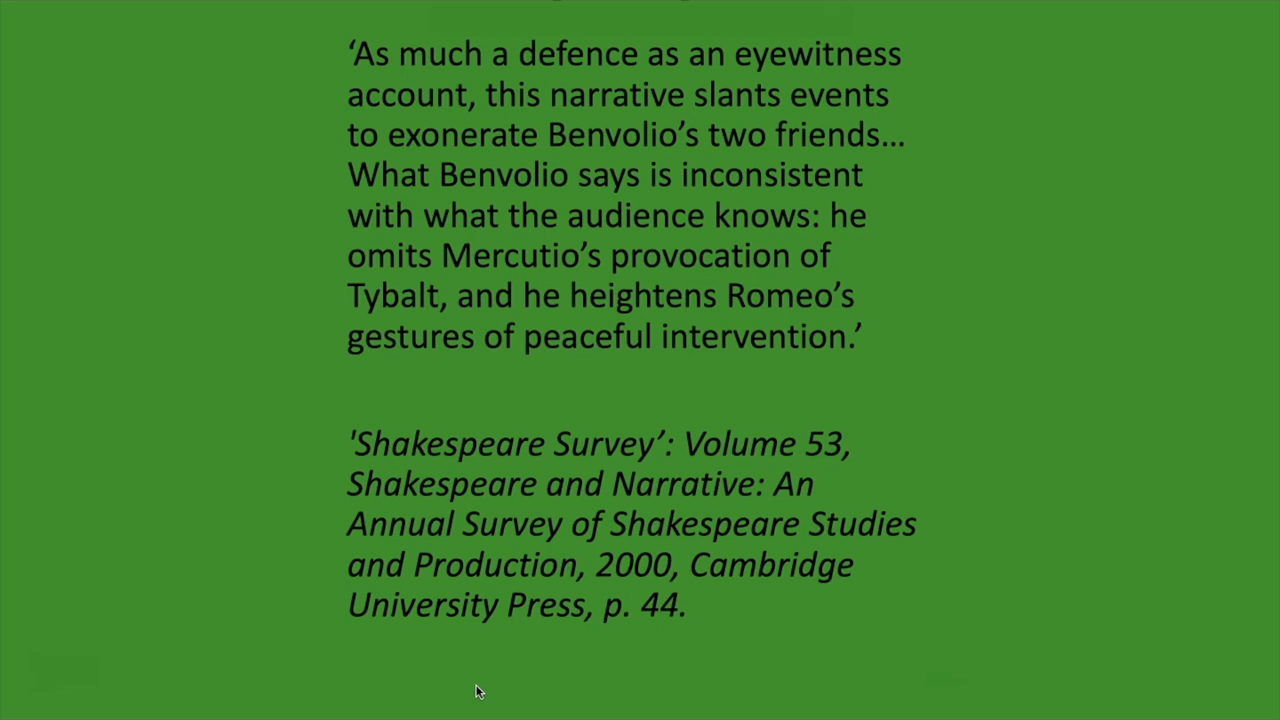 ‘As much a defence as an eyewitness
account, this narrative slants events
to exonerate Benvolio’s two friends…
What Benvolio says is inconsistent
with what the audience knows: he
omits Mercutio’s provocation of
Tybalt, and he heightens Romeo’s
gestures of peaceful intervention.’
'Shakespeare Survey’: Volume 53,
Shakespeare and Narrative: An
Annual Survey of Shakespeare Studies
and Production, 2000, Cambridge
University Press, p. 44.